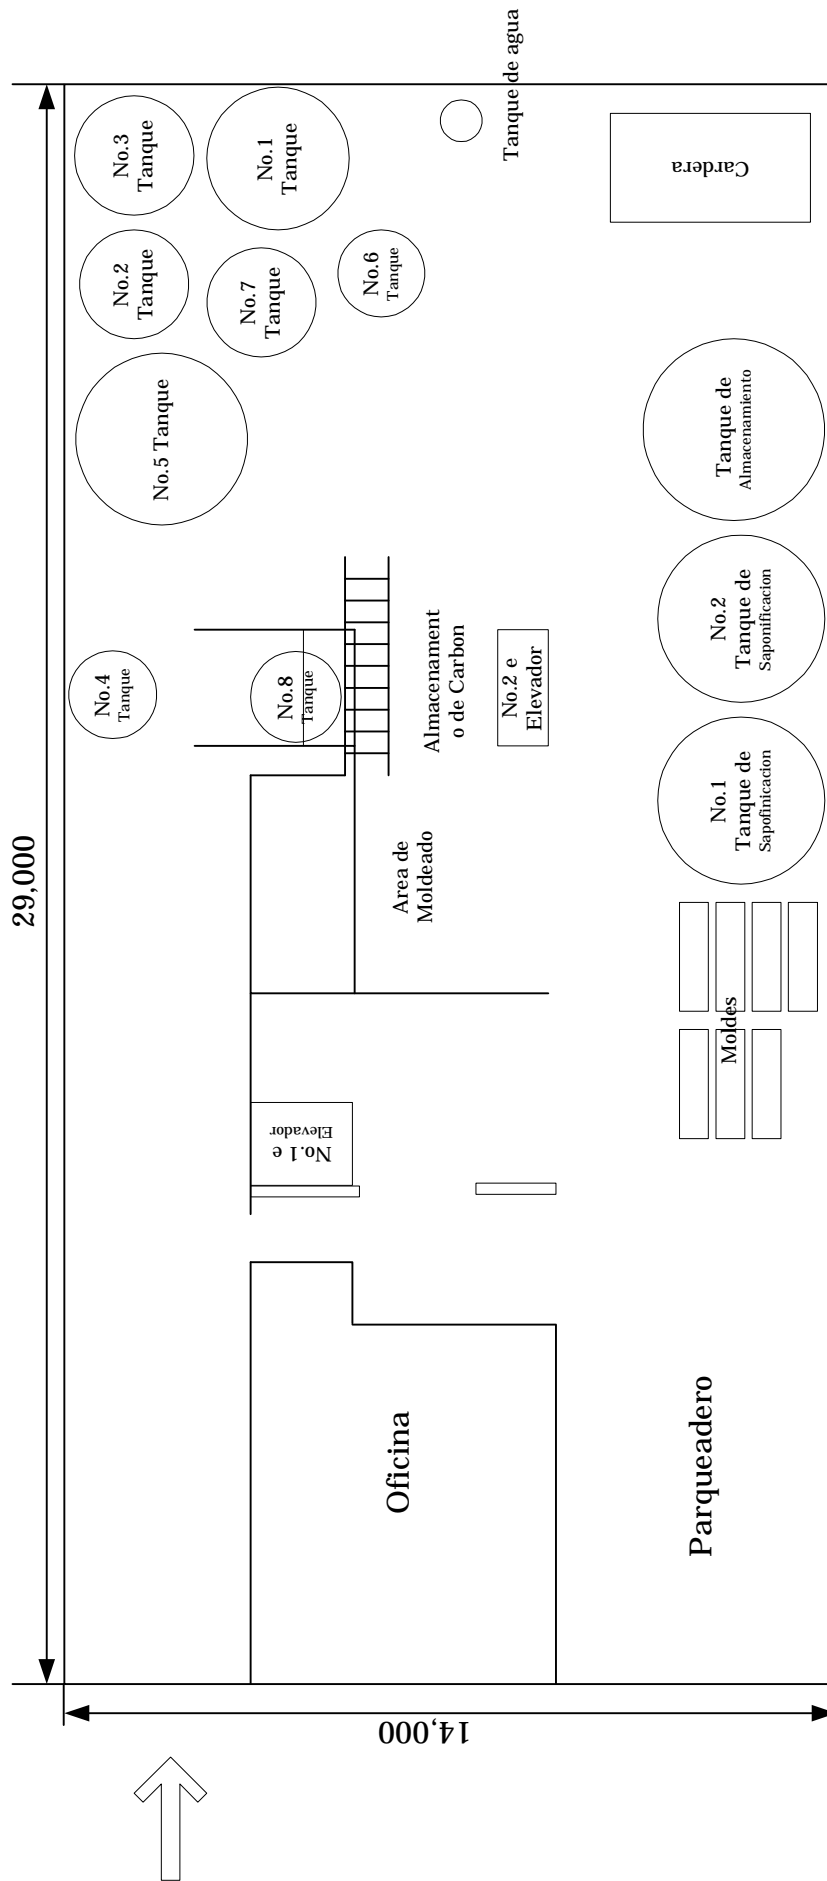 Tanque de agua
No.3
Tanque
No.1
Tanque
Cardera
No.2
Tanque
No.7
Tanque
No.6
Tanque
No.5 Tanque
Tanque de
Almacenamiento
No.2
Tanque de
Saponificacion
No.4
Tanque
No.8
Tanque
Almacenament
o de Carbon
No.2 e
Elevador
No.1
Tanque de
Sapofinicacion
29,000
Area de
Moldeado
Moldes
No.1 e
Elevador
Oficina
Parqueadero
14,000